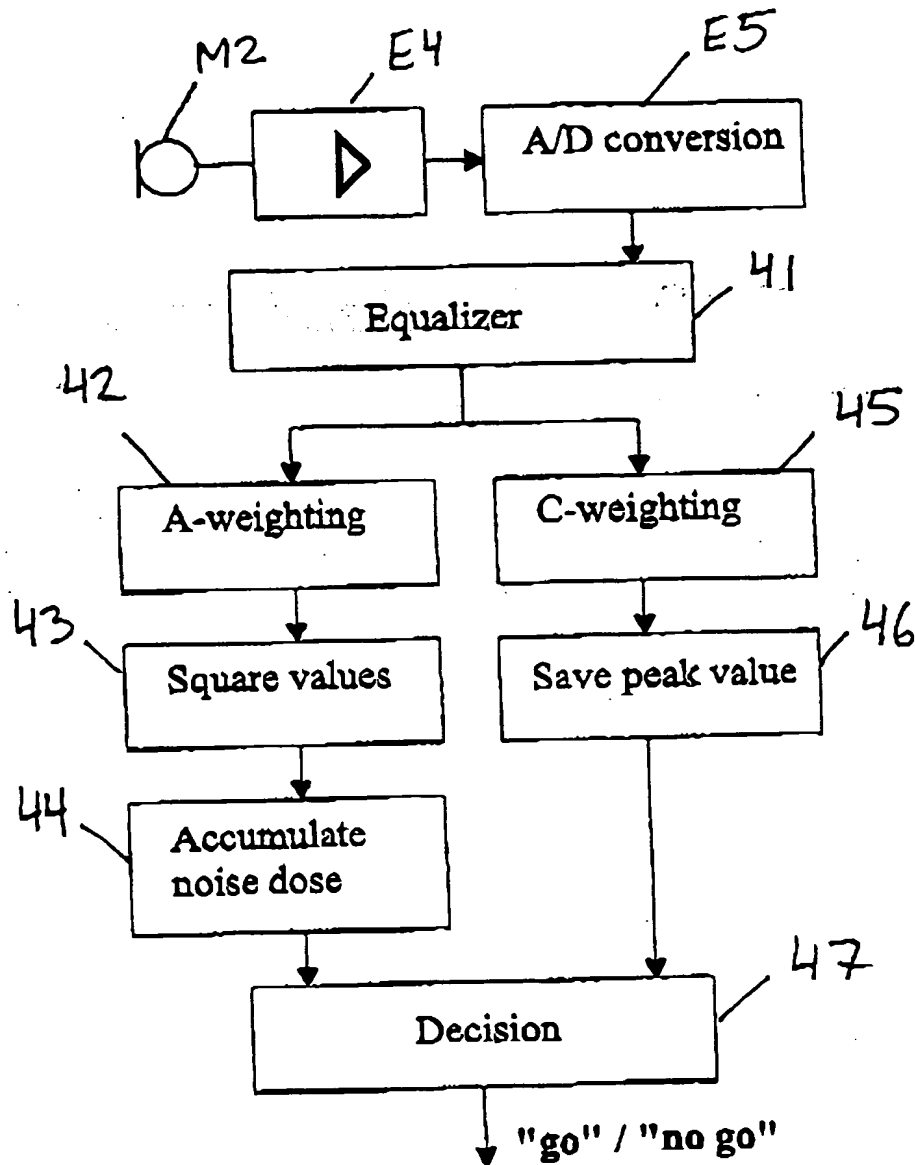 M2
E4
E5
A/D conversion
Equalizer
41
42
45
A-weighting
C-weighting
43
46
Square values
Save peak value
44
Accumulate
noise dose
47
Decision
"go" / "no go"